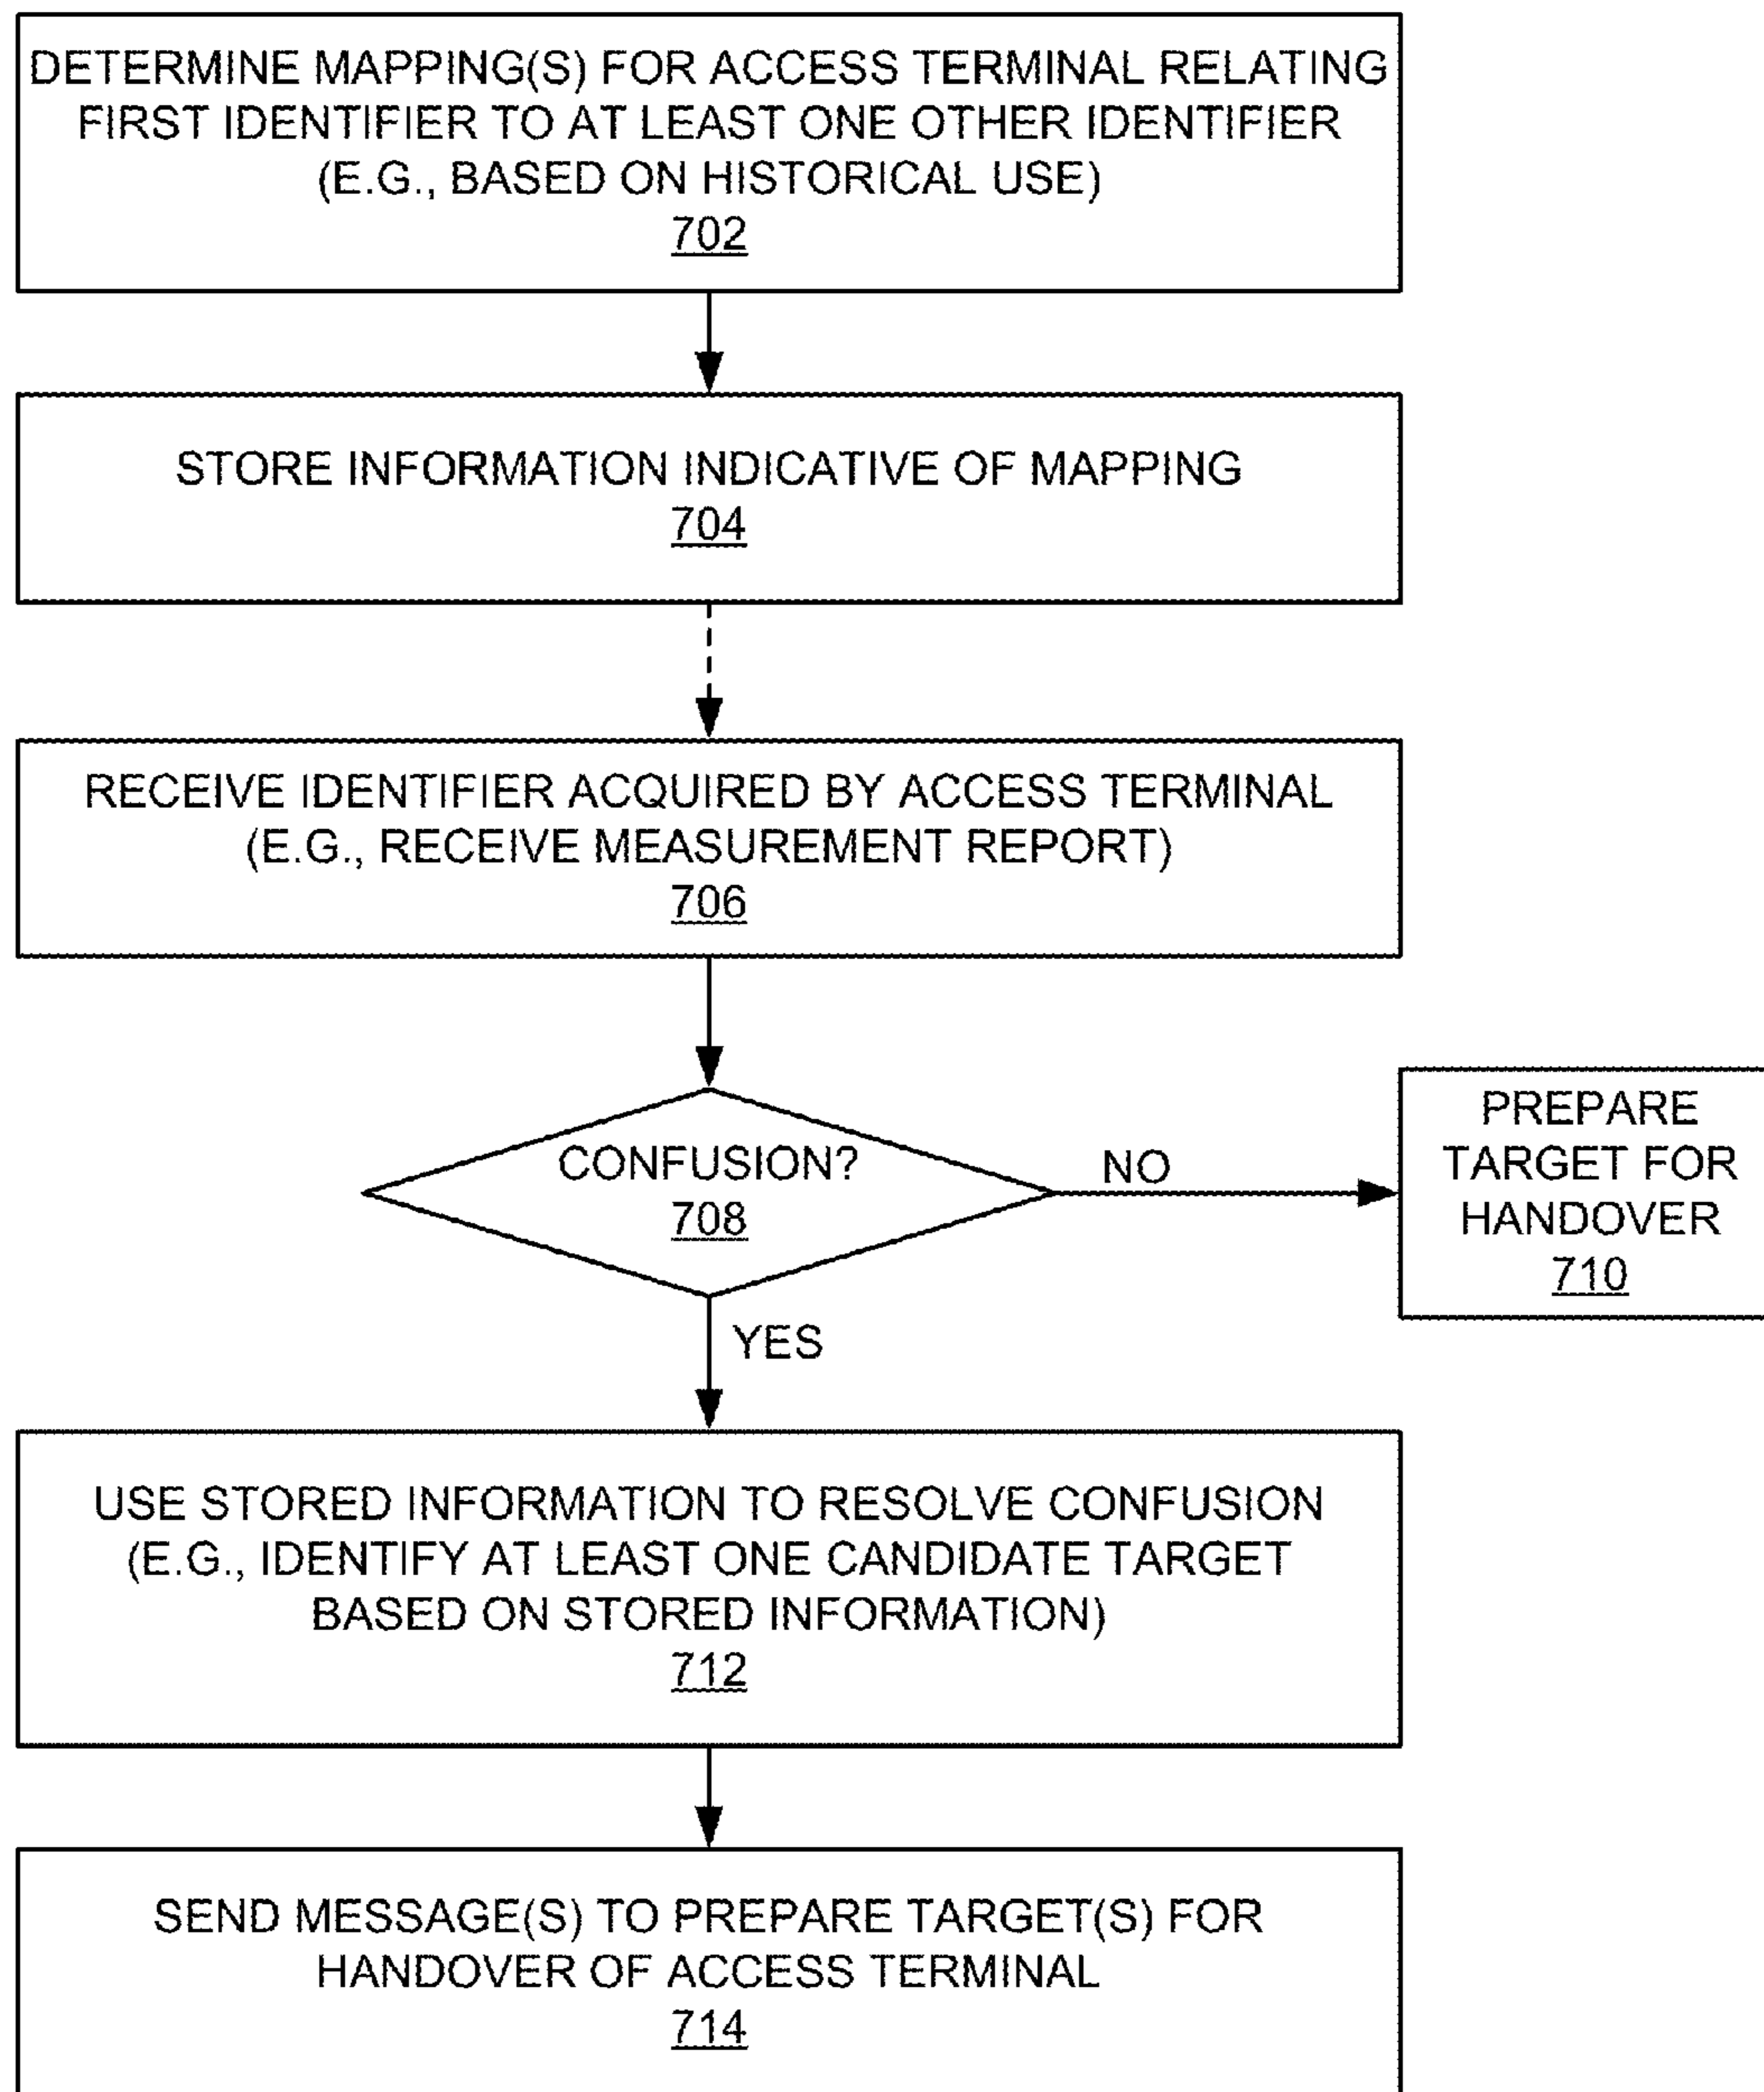 DETERMINE MAPPING(S) FOR ACCESS TERMINAL RELATING
FIRST IDENTIFIER TO AT LEAST ONE OTHER IDENTIFIER
(E.G., BASED ON HISTORICAL USE)
702
STORE INFORMATION INDICATIVE OF MAPPING
704
RECEIVE IDENTIFIER ACQUIRED BY ACCESS TERMINAL
(E.G., RECEIVE MEASUREMENT REPORT)
706
CONFUSION?
708
NO
PREPARE
TARGET FOR
HANDOVER
710
YES
USE STORED INFORMATION TO RESOLVE CONFUSION
(E.G., IDENTIFY AT LEAST ONE CANDIDATE TARGET
BASED ON STORED INFORMATION)
712
SEND MESSAGE(S) TO PREPARE TARGET(S) FOR
HANDOVER OF ACCESS TERMINAL
714